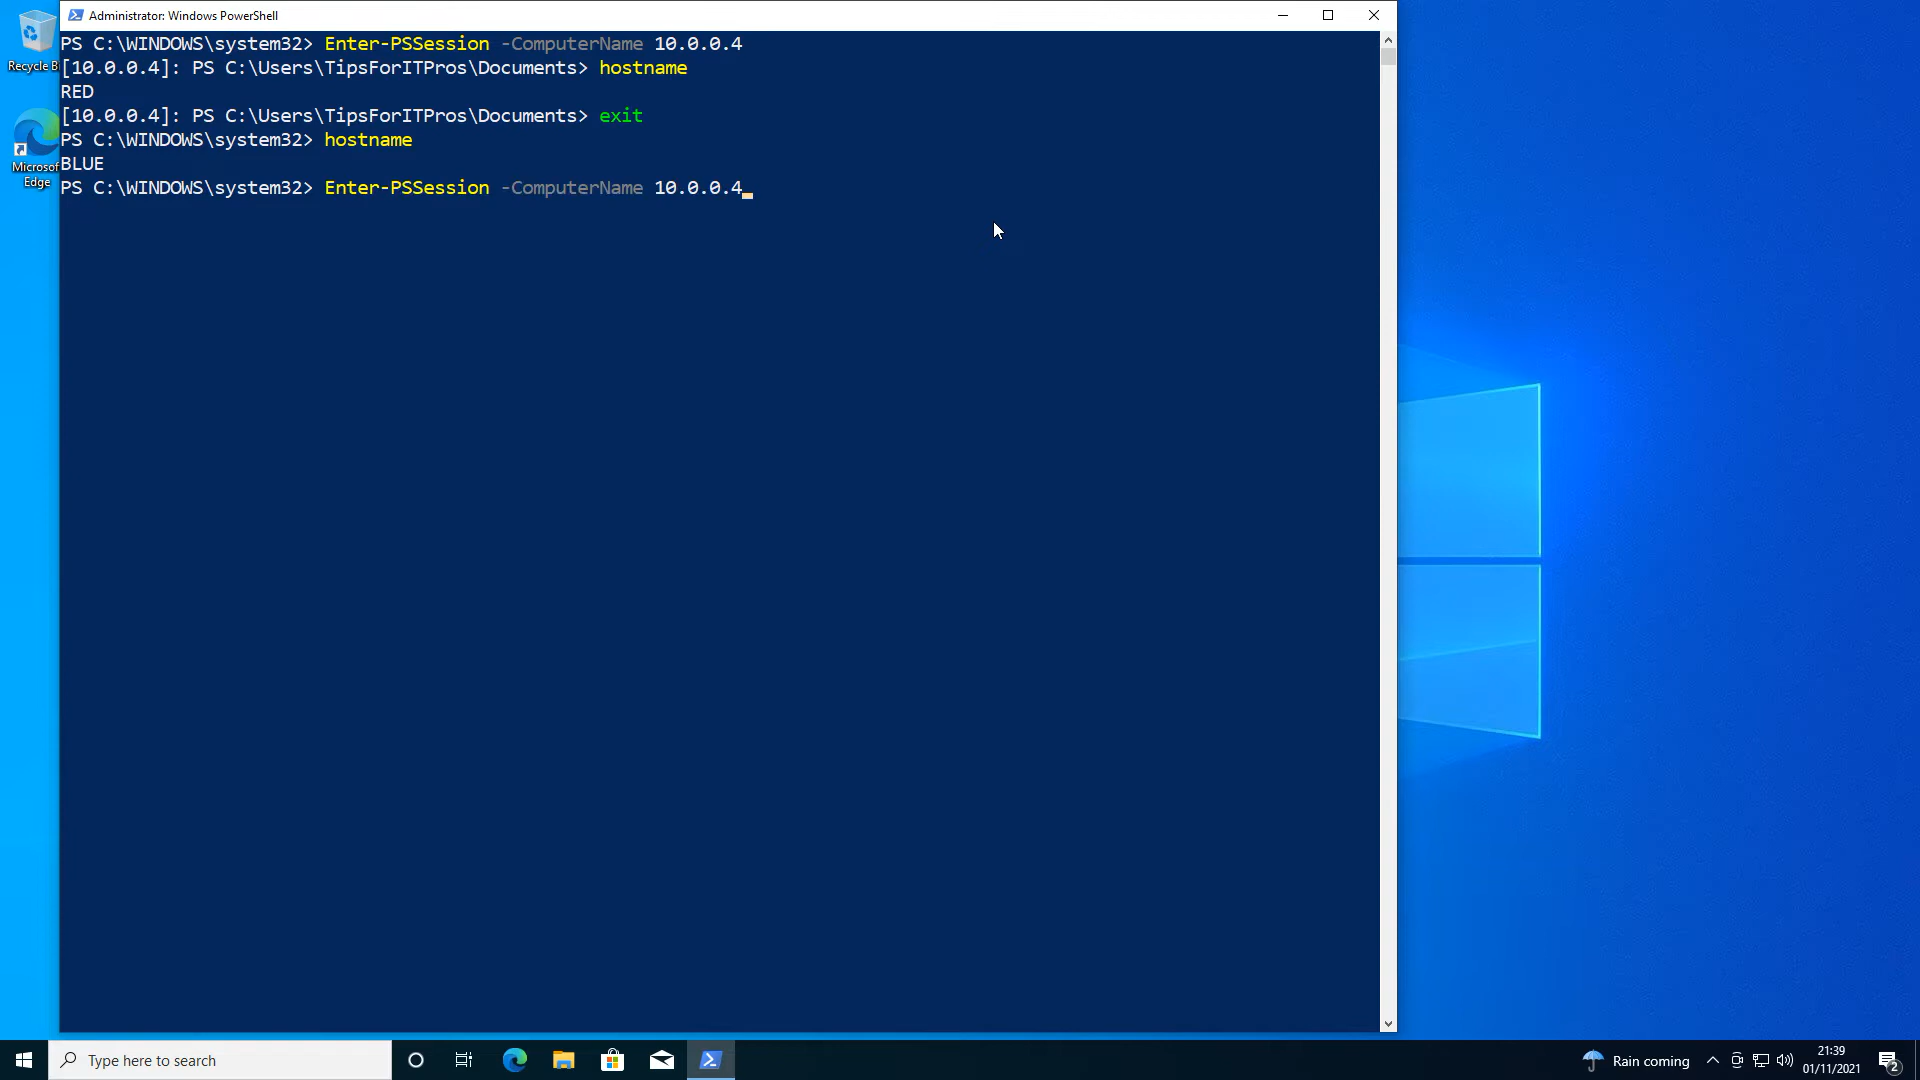 Administrator: Windows PowerShell
PS C:\WINDOWS\system32> Enter-PSSession -ComputerName 10.0.0.4
[10.0.0.4]: PS C:\Users\TipsForITPros\Documents> hostname
RED
[10.0.0.4]: PS C:\Users\TipsForITPros\Documents> exit
PS C:\WINDOWS\system32> hostname
BLUE
PS C:\WINDOWS\system32> Enter-PSSession -ComputerName 10.0.0.4
Recycle B
Microsof
Edge
Type here to search
Rain coming
21:39
01/11/2021
2